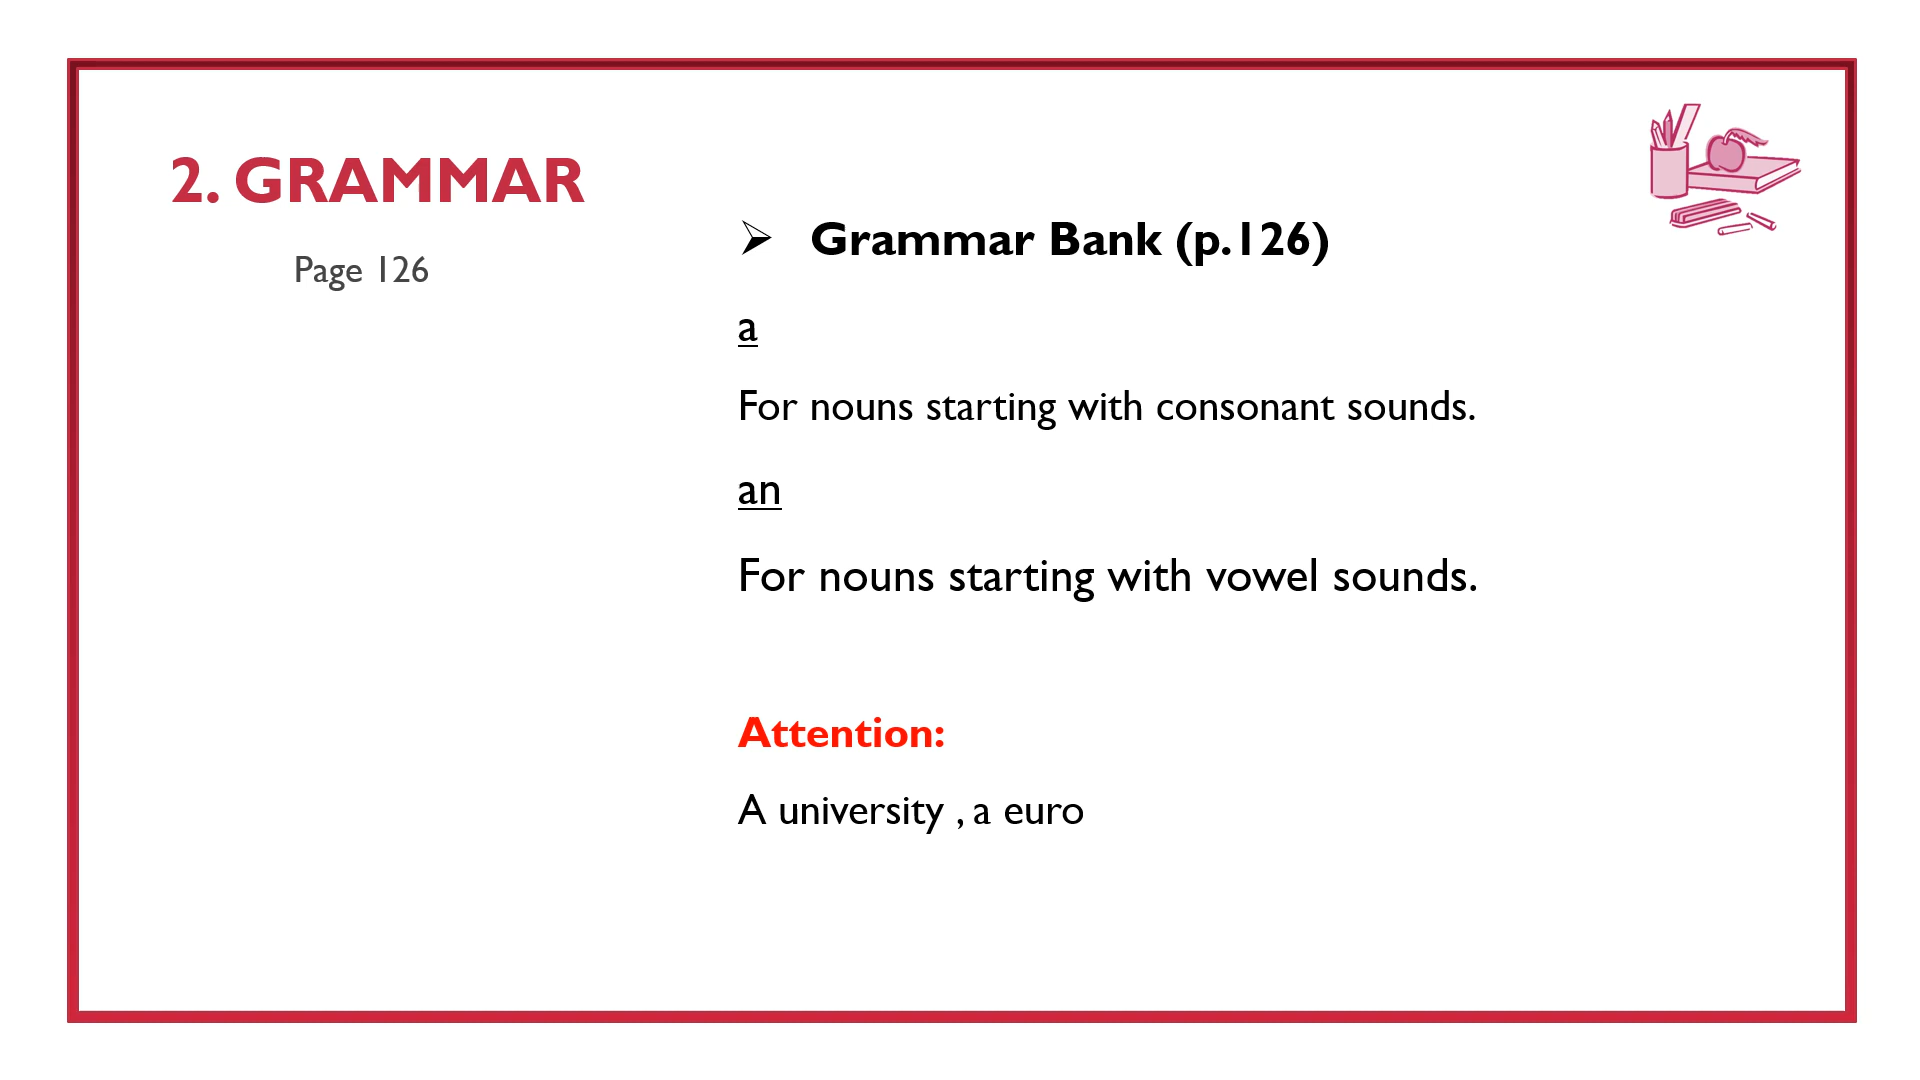 2. GRAMMAR
Page 126
➢ Grammar Bank (p.126)
a
For nouns starting with consonant sounds.
an
For nouns starting with vowel sounds.
Attention:
A university , a euro